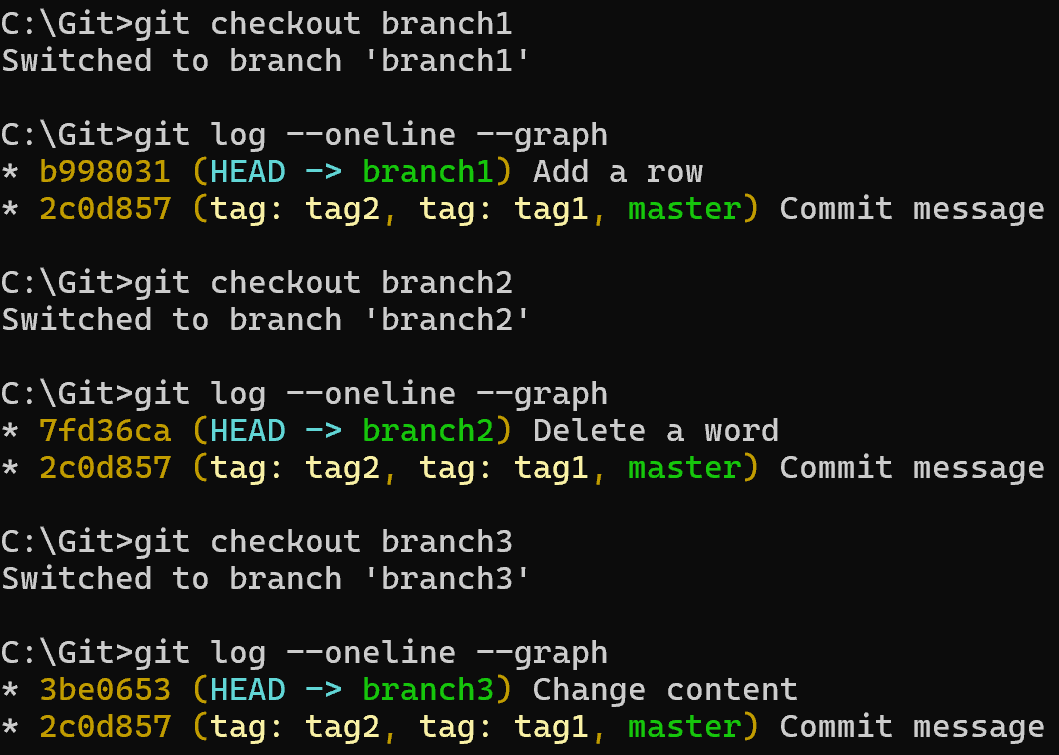 C:\Git>git checkout branch1
Switched to branch 'branch1'
C:\Git>git log --oneline --graph
* b998031 (HEAD -> branch1) Add a row
* 2c0d857 (tag: tag2, tag: tag1, master) Commit message
C:\Git>git checkout branch2
Switched to branch 'branch2'
C:\Git>git log --oneline --graph
* 7fd36ca (HEAD -> branch2) Delete a word
* 2c0d857 (tag: tag2, tag: tag1, master) Commit message
C:\Git>git checkout branch3
Switched to branch 'branch3'
C:\Git>git log --oneline --graph
* 3be0653 (HEAD -> branch3) Change content
* 2c0d857 (tag: tag2, tag: tag1, master) Commit message